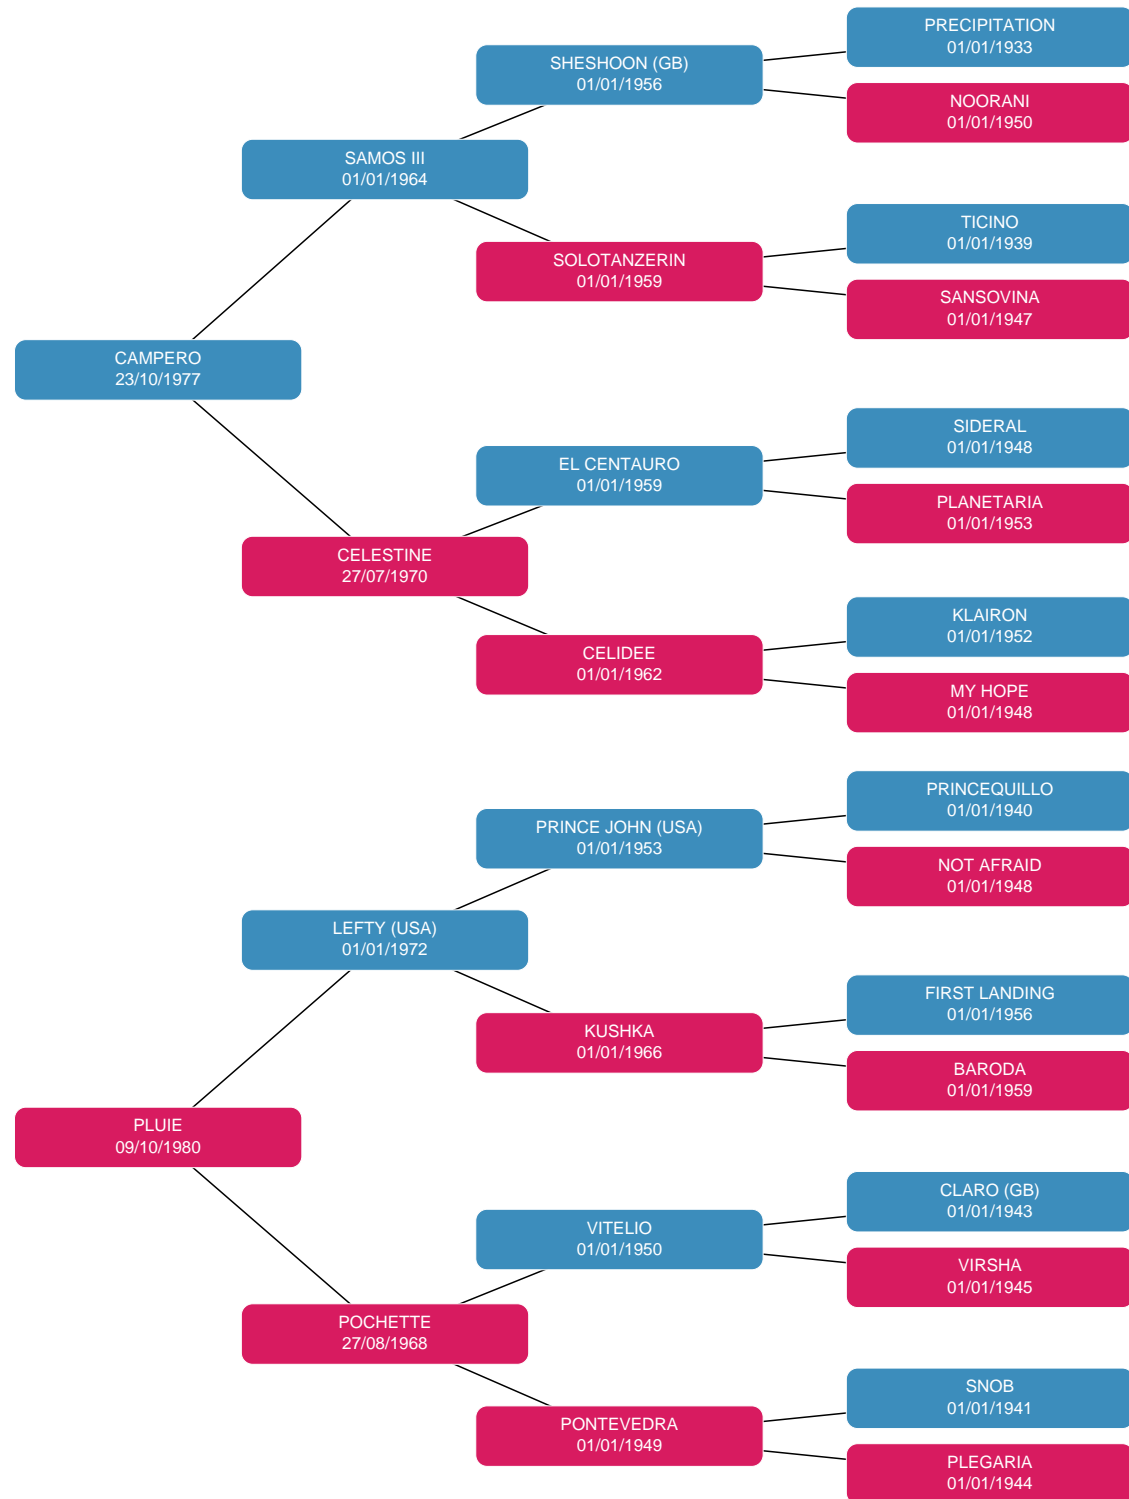 PRECIPITATION
01/01/1933
SHESHOON (GB)
01/01/1956
NOORANI
01/01/1950
SAMOS III
01/01/1964
TICINO
01/01/1939
SOLOTANZERIN
01/01/1959
SANSOVINA
01/01/1947
CAMPERO
23/10/1977
SIDERAL
01/01/1948
EL CENTAURO
01/01/1959
PLANETARIA
01/01/1953
CELESTINE
27/07/1970
KLAIRON
01/01/1952
CELIDEE
01/01/1962
MY HOPE
01/01/1948
PRINCEQUILLO
01/01/1940
PRINCE JOHN (USA)
01/01/1953
NOT AFRAID
01/01/1948
LEFTY (USA)
01/01/1972
FIRST LANDING
01/01/1956
KUSHKA
01/01/1966
BARODA
01/01/1959
PLUIE
09/10/1980
CLARO (GB)
01/01/1943
VITELIO
01/01/1950
VIRSHA
01/01/1945
POCHETTE
27/08/1968
SNOB
01/01/1941
PONTEVEDRA
01/01/1949
PLEGARIA
01/01/1944